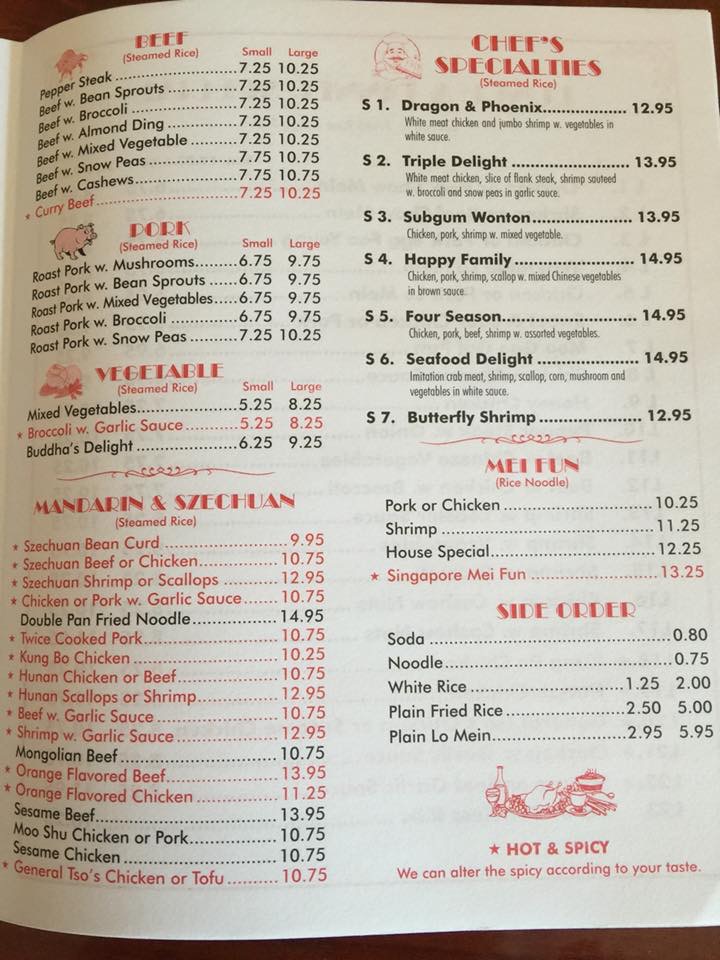 BEEF
(Steamed Rice) Small Large
Pepper Steak ........ 7.25 10.25
Beef w. Bean Sprouts ........ 7.25 10.25
Beef w. Broccoli ........ 7.25 10.25
Beef w. Almond Ding ........ 7.25 10.25
Beef w. Mixed Vegetable ........ 7.25 10.25
Beef w. Snow Peas ........ 7.75 10.75
Beef w. Cashews ........ 7.75 10.75
* Curry Beef ........ 7.25 10.25
PORK
(Steamed Rice) Small Large
Roast Pork w. Mushrooms ........ 6.75 9.75
Roast Pork w. Bean Sprouts ........ 6.75 9.75
Roast Pork w. Mixed Vegetables ........ 6.75 9.75
Roast Pork w. Broccoli ........ 6.75 9.75
Roast Pork w. Snow Peas ........ 7.25 10.25
VEGETABLE
(Steamed Rice) Small Large
Mixed Vegetables ........ 5.25 8.25
* Broccoli w. Garlic Sauce ........ 5.25 8.25
Buddha's Delight ........ 6.25 9.25
MANDARIN & SZECHUAN
(Steamed Rice)
* Szechuan Bean Curd ........ 9.95
* Szechuan Beef or Chicken ........ 10.75
* Szechuan Shrimp or Scallops ........ 12.95
* Chicken or Pork w. Garlic Sauce ........ 10.75
Double Pan Fried Noodle ........ 14.95
* Twice Cooked Pork ........ 10.75
* Kung Bo Chicken ........ 10.25
* Hunan Chicken or Beef ........ 10.75
* Hunan Scallops or Shrimp ........ 12.95
* Beef w. Garlic Sauce ........ 10.75
* Shrimp w. Garlic Sauce ........ 12.95
Mongolian Beef ........ 10.75
* Orange Flavored Beef ........ 13.95
* Orange Flavored Chicken ........ 11.25
Sesame Beef ........ 13.95
Moo Shu Chicken or Pork ........ 10.75
Sesame Chicken ........ 10.75
* General Tso's Chicken or Tofu ........ 10.75
CHEF'S
SPECIALTIES
(Steamed Rice)
S 1. Dragon & Phoenix ........ 12.95
White meat chicken and jumbo shrimp w. vegetables in
white sauce.
S 2. Triple Delight ........ 13.95
White meat chicken, slice of flank steak, shrimp sauteed
w. broccoli and snow peas in garlic sauce.
S 3. Subgum Wonton ........ 13.95
Chicken, pork, shrimp w. mixed vegetable.
S 4. Happy Family ........ 14.95
Chicken, pork, shrimp, scallop w. mixed Chinese vegetables
in brown sauce.
S 5. Four Season ........ 14.95
Chicken, pork, beef, shrimp w. assorted vegetables.
S 6. Seafood Delight ........ 14.95
Imitation crab meat, shrimp, scallop, corn, mushroom and
vegetables in white sauce.
S 7. Butterfly Shrimp ........ 12.95
MEI FUN
(Rice Noodle)
Pork or Chicken ........ 10.25
Shrimp ........ 11.25
House Special ........ 12.25
* Singapore Mei Fun ........ 13.25
SIDE ORDER
Soda ........ 0.80
Noodle ........ 0.75
White Rice ........ 1.25 2.00
Plain Fried Rice ........ 2.50 5.00
Plain Lo Mein ........ 2.95 5.95
★ HOT & SPICY
We can alter the spicy according to your taste.